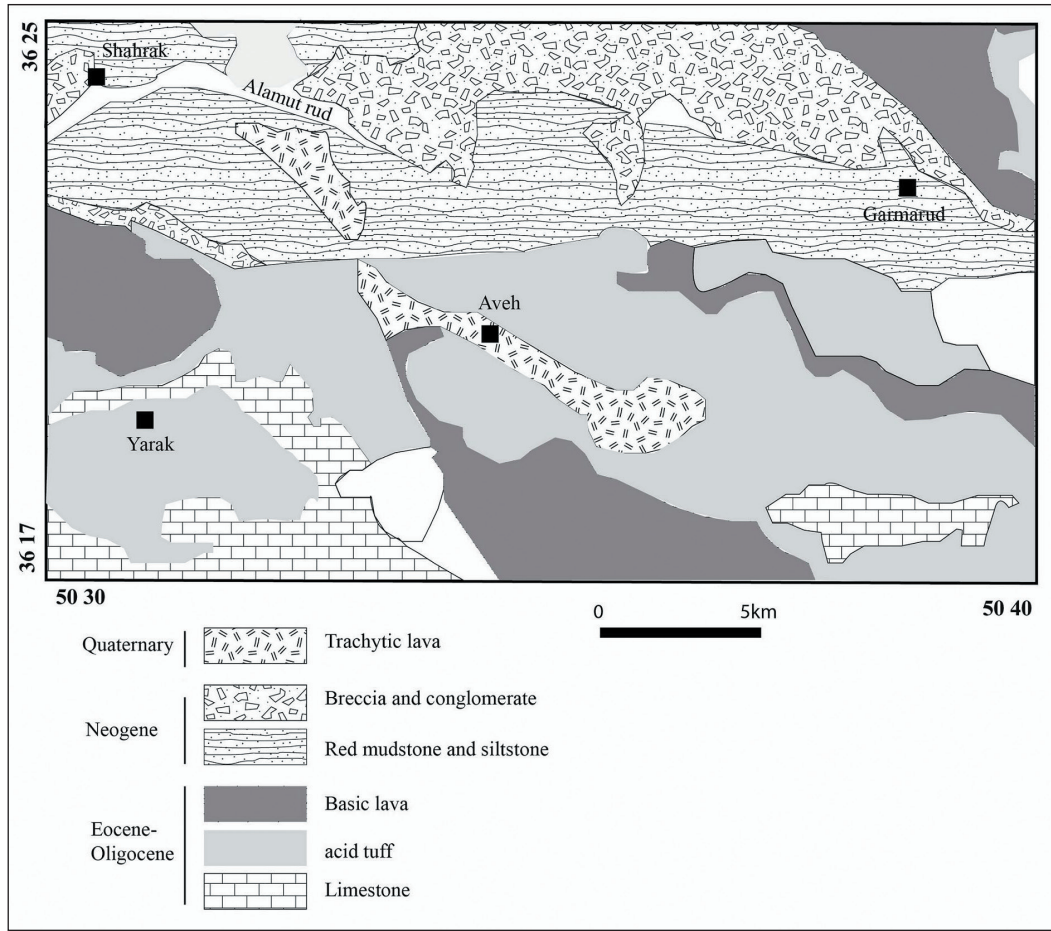 36 25
Shahrak
Alamut rud
Garmarud
Aveh
Yarak
36 17
50 30
0
5km
50 40
Quaternary
Trachytic lava
Neogene
Breccia and conglomerate
Red mudstone and siltstone
Eocene-
Oligocene
Basic lava
acid tuff
Limestone